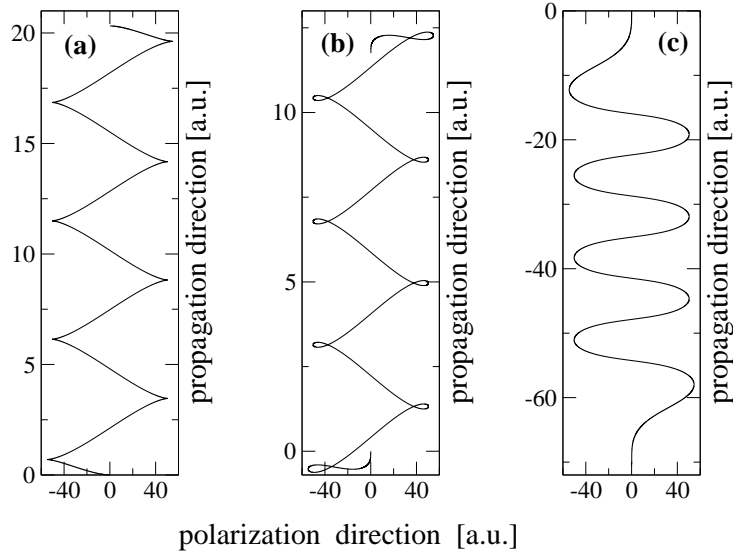 (a)
20
15
10
5
0
-40 0 40
propagation direction [a.u.]
(b)
10
5
0
-40 0 40
propagation direction [a.u.]
(c)
0
-20
-40
-60
-40 0 40
propagation direction [a.u.]
polarization direction [a.u.]